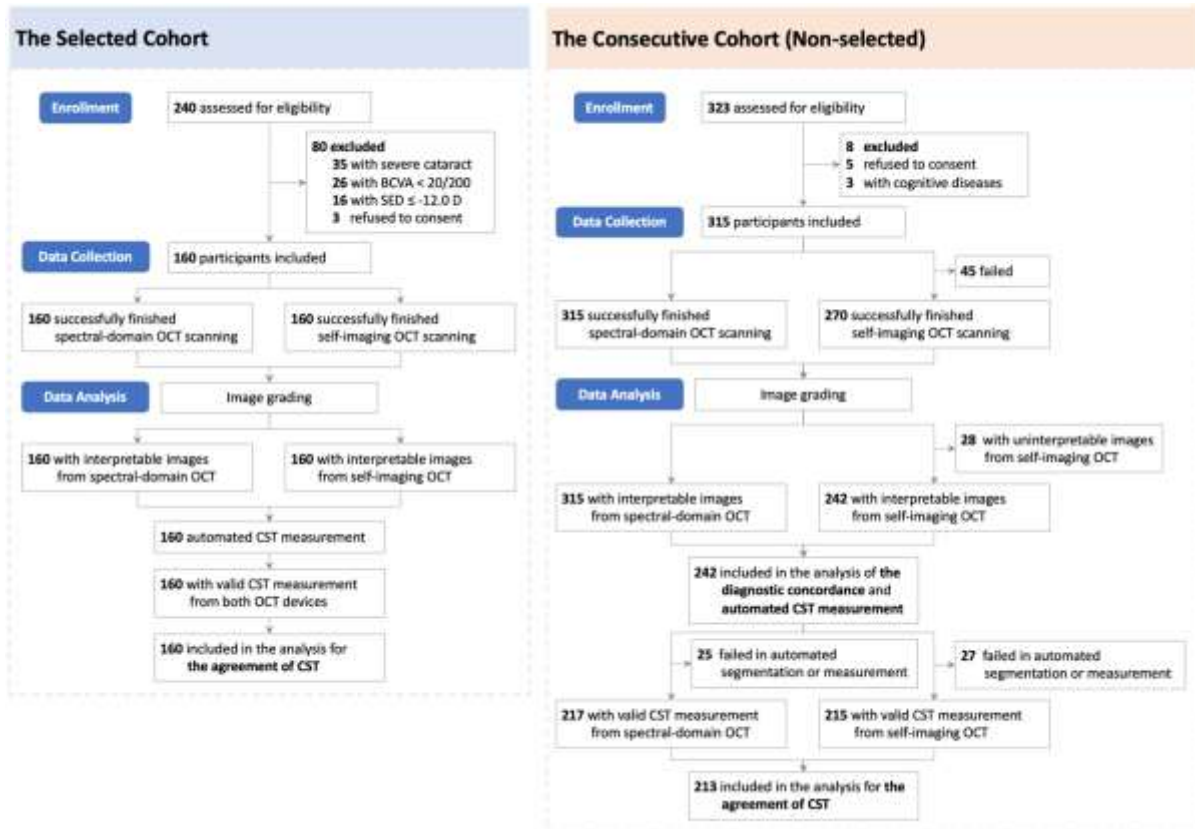 The Selected Cohort
Enrollment
240 assessed for eligibility
80 excluded
35 with severe cataract
26 with BCVA < 20/200
16 with SED ≤ -12.0 D
3 refused to consent
Data Collection
160 participants included
160 successfully finished
spectral-domain OCT scanning
160 successfully finished
self-imaging OCT scanning
Data Analysis
Image grading
160 with interpretable images
from spectral-domain OCT
160 with interpretable images
from self-imaging OCT
160 automated CST measurement
160 with valid CST measurement
from both OCT devices
160 included in the analysis for
the agreement of CST
The Consecutive Cohort (Non-selected)
Enrollment
323 assessed for eligibility
8 excluded
5 refused to consent
3 with cognitive diseases
Data Collection
315 participants included
45 failed
315 successfully finished
spectral-domain OCT scanning
270 successfully finished
self-imaging OCT scanning
Data Analysis
Image grading
28 with uninterpretable images
from self-imaging OCT
315 with interpretable images
from spectral-domain OCT
242 with interpretable images
from self-imaging OCT
242 included in the analysis of the
diagnostic concordance and
automated CST measurement
25 failed in automated
segmentation or measurement
27 failed in automated
segmentation or measurement
217 with valid CST measurement
from spectral-domain OCT
215 with valid CST measurement
from self-imaging OCT
213 included in the analysis for the
agreement of CST